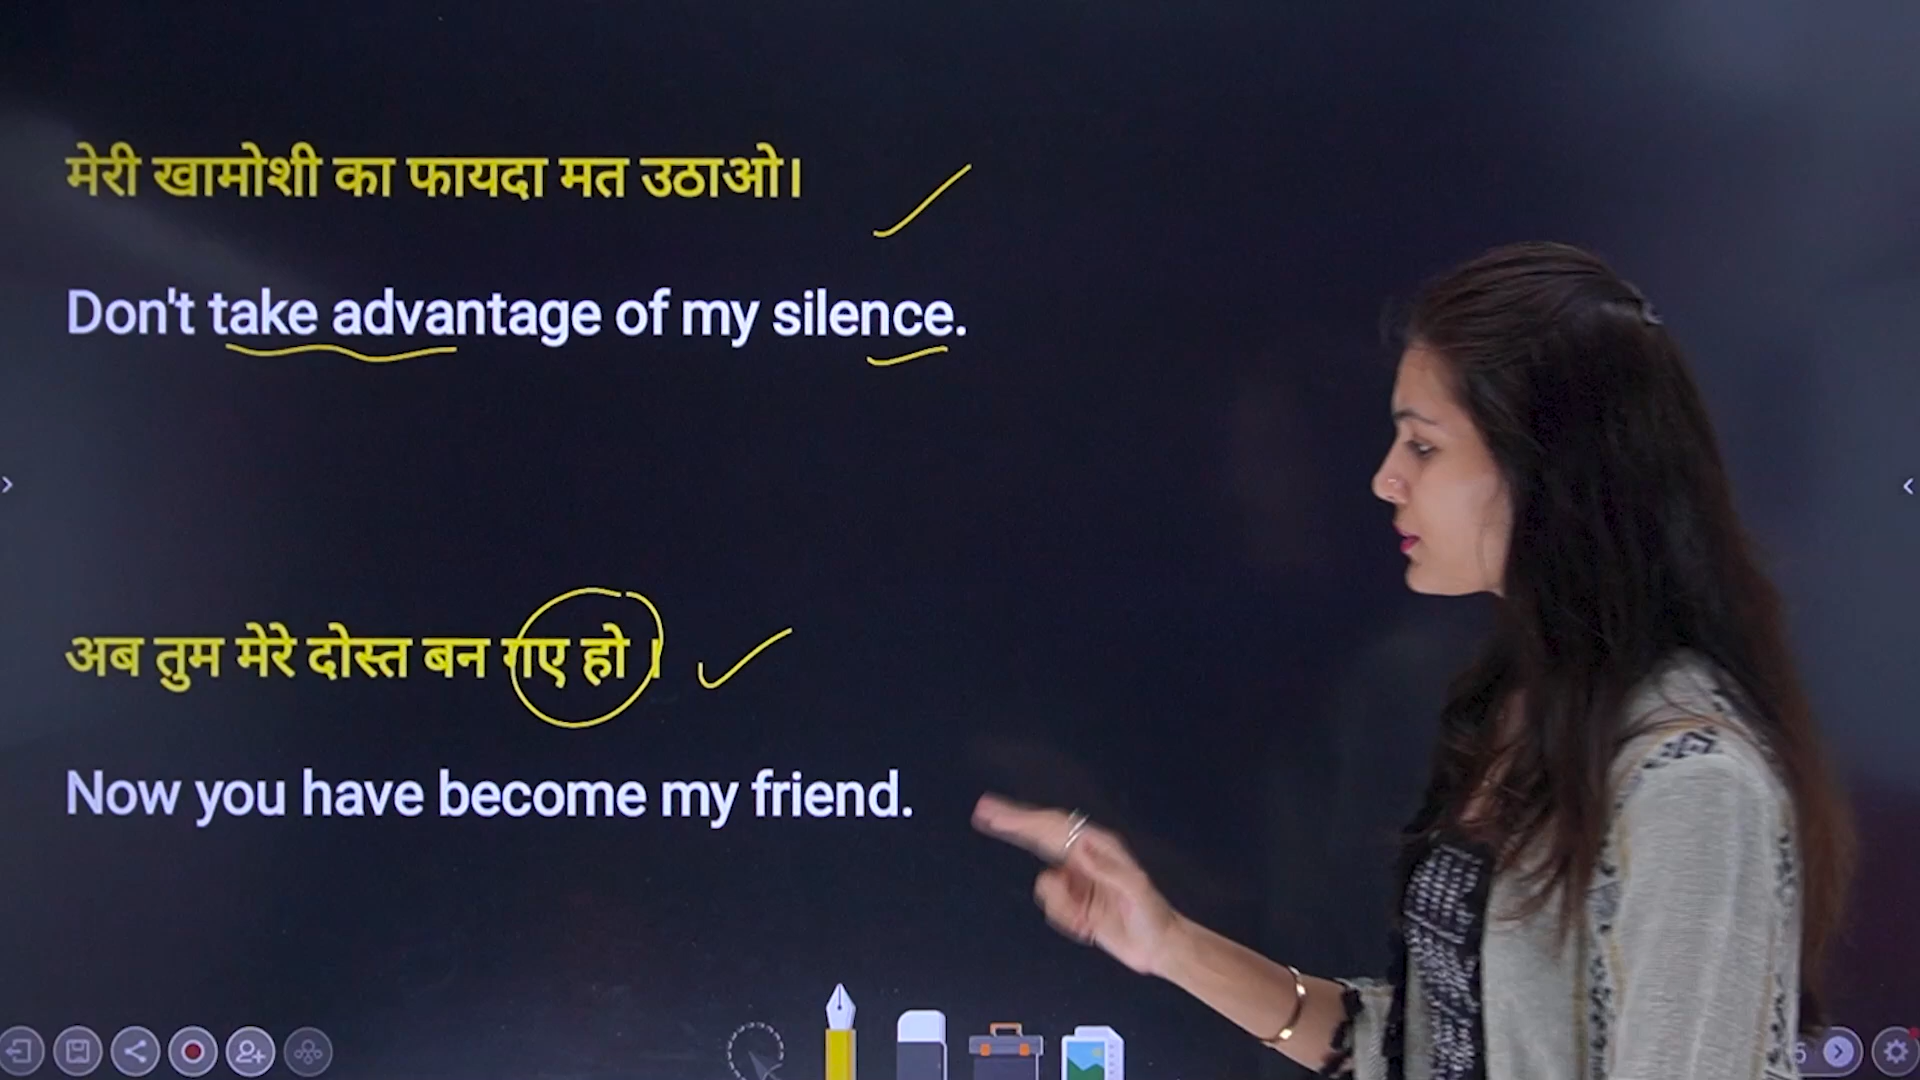 मेरी खामोशी का फायदा मत उठाओ।
Don't take advantage of my silence.
अब तुम मेरे दोस्त बन गए हो ।
Now you have become my friend.